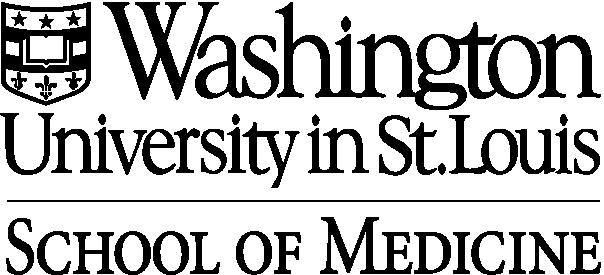 Washington
University in St. Louis
SCHOOL OF MEDICINE